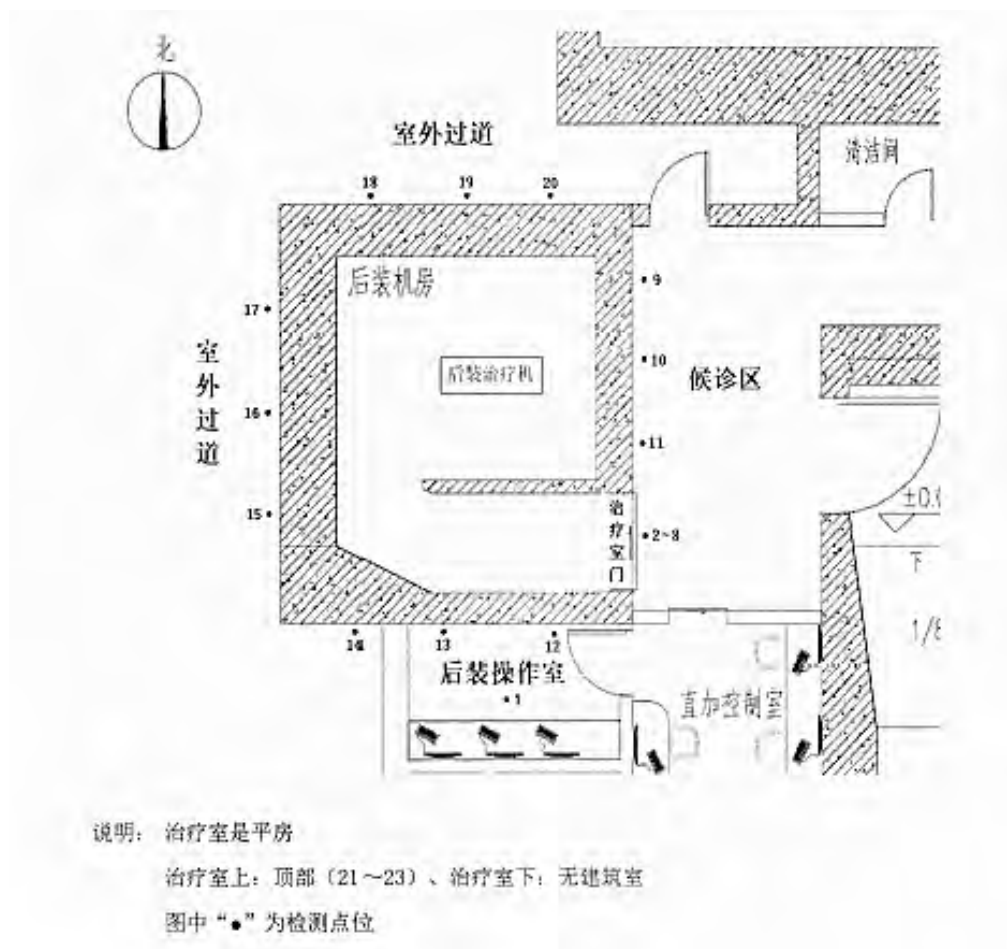 北
室外过道
清洁间
18
19
20
后装机房
9
17
室外过道
后装治疗机
10
候诊区
16
11
15
治疗室门
2~8
±0.
下
1/8
14
13
12
后装操作室
1
直加控制室
说明： 治疗室是平房
治疗室上：顶部（21～23）、治疗室下：无建筑室
图中“●”为检测点位